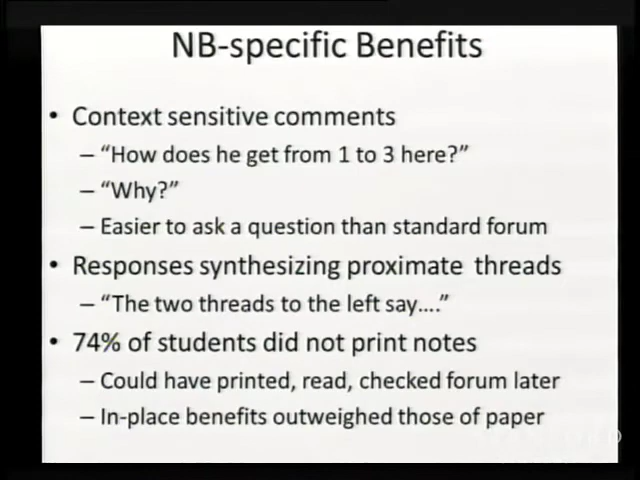 NB-specific Benefits
• Context sensitive comments
– “How does he get from 1 to 3 here?”
– “Why?”
– Easier to ask a question than standard forum
• Responses synthesizing proximate threads
– “The two threads to the left say….”
• 74% of students did not print notes
– Could have printed, read, checked forum later
– In-place benefits outweighed those of paper